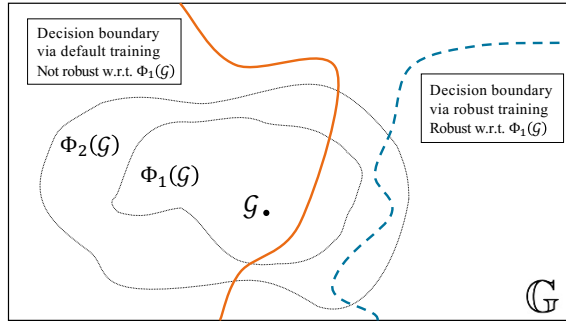 Decision boundary
via default training
Not robust w.r.t. Φ₁(𝒢)
Decision boundary
via robust training
Robust w.r.t. Φ₁(𝒢)
Φ₂(𝒢)
Φ₁(𝒢)
𝒢
𝔾